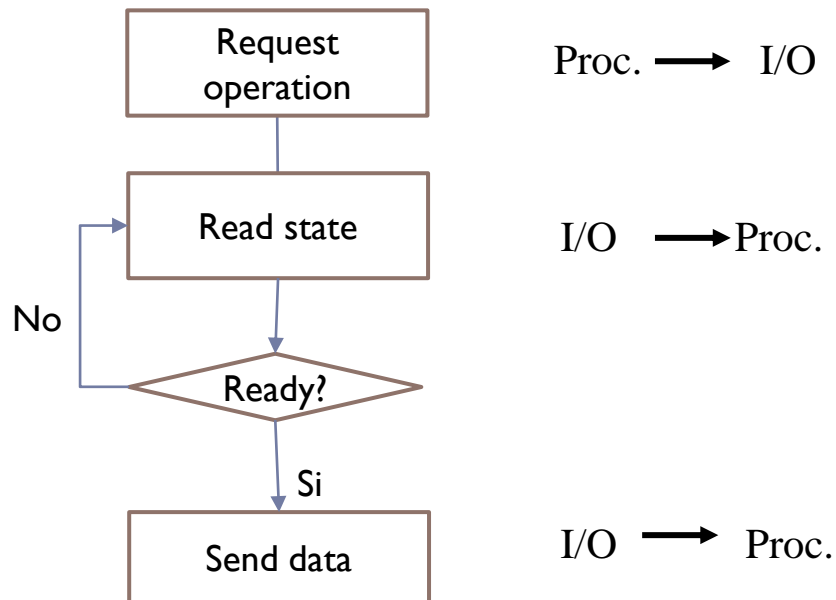 Request
operation
Proc. I/O
Read state
I/O Proc.
No
Ready?
Si
Send data
I/O Proc.